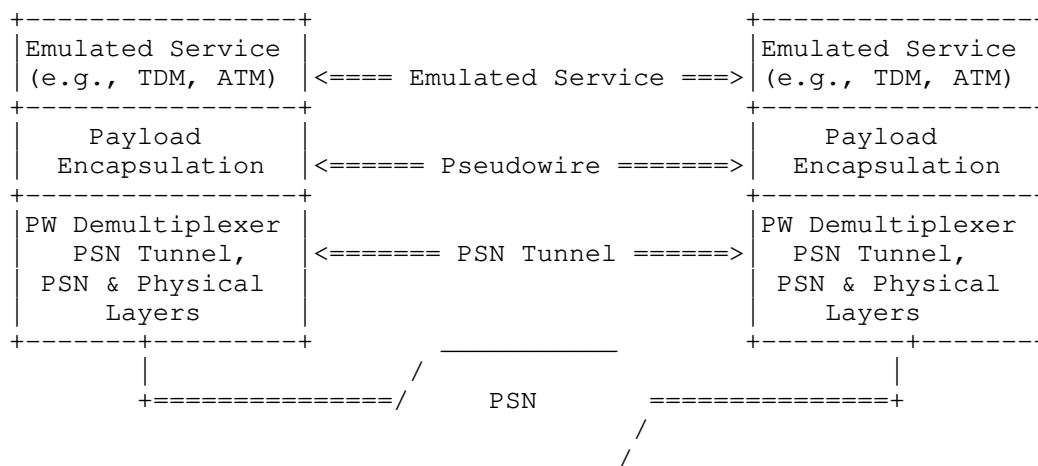 Emulated Service Emulated Service
(e.g., TDM, ATM) <==== Emulated Service ===> (e.g., TDM, ATM)
Payload Payload
Encapsulation <====== Pseudowire =======> Encapsulation
PW Demultiplexer PW Demultiplexer
PSN Tunnel, <======= PSN Tunnel ======> PSN Tunnel,
PSN & Physical PSN & Physical
Layers Layers
PSN